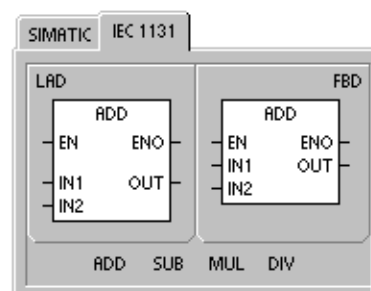 SIMATIC IEC 1131
LAD FBD
ADD ADD
EN ENO EN ENO
IN1 OUT IN1 OUT
IN2 IN2
ADD SUB MUL DIV